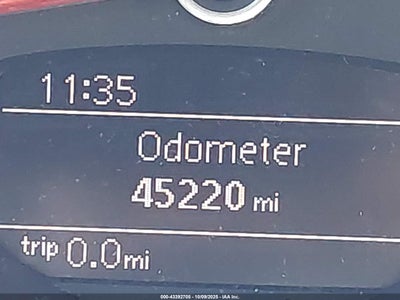 11:35
Odometer
45220 mi
trip 0.0mi
000-43392705 - 10/09/2025 - IAA Inc.